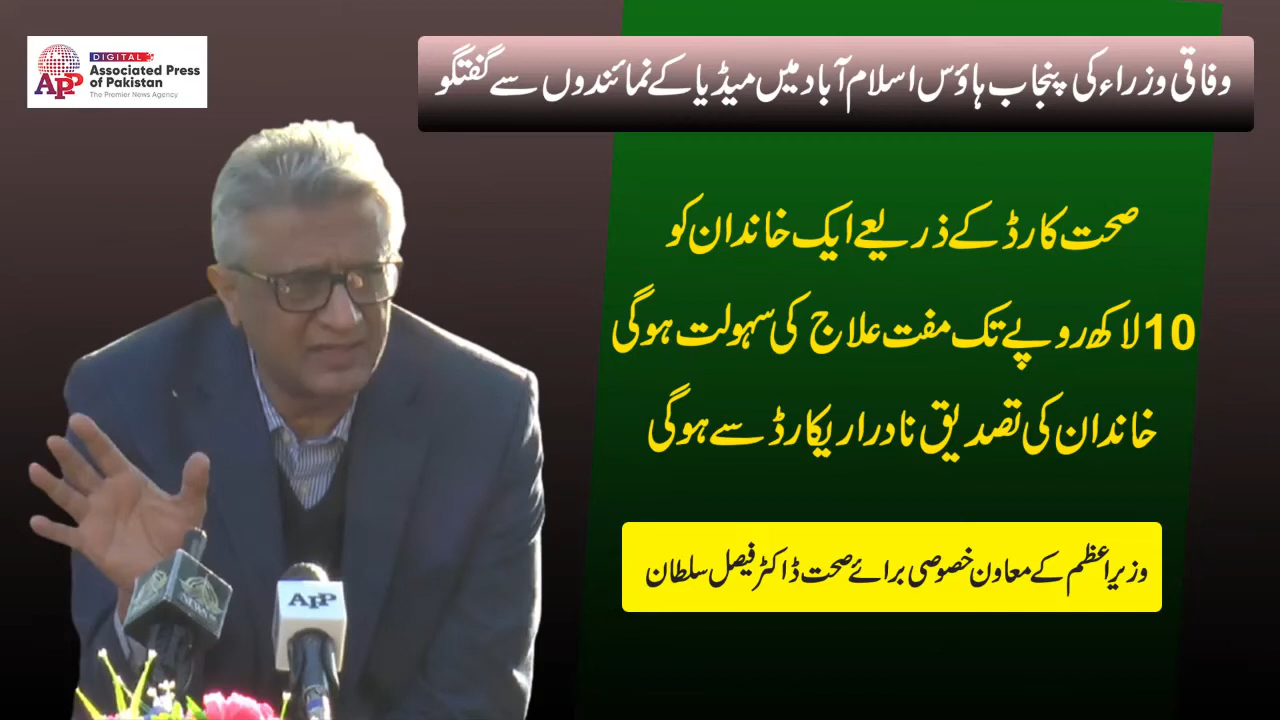 DIGITAL
APP
Associated Press
of Pakistan
The Premier News Agency
وفاقی وزراء کی پنجاب ہاؤس اسلام آباد میں میڈیا کے نمائندوں سے گفتگو
صحت کارڈ کے ذریعے ایک خاندان کو
10 لاکھ روپے تک مفت علاج کی سہولت ہوگی
خاندان کی تصدیق نادرا ریکارڈ سے ہوگی
وزیراعظم کے معاون خصوصی برائے صحت ڈاکٹر فیصل سلطان
NEWS
APP